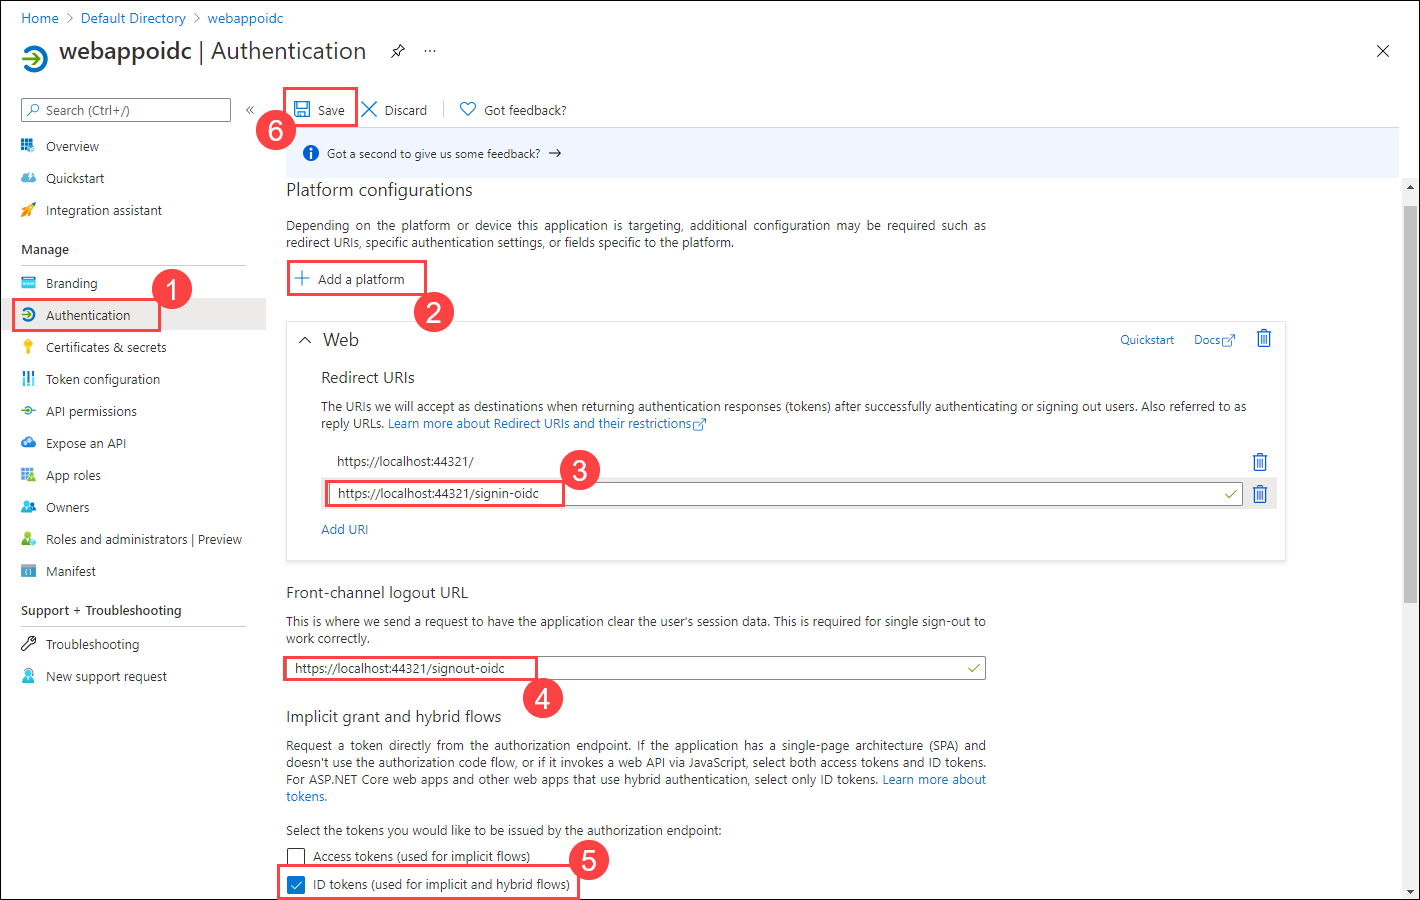 Home > Default Directory > webappoidc
webappoidc | Authentication
Search (Ctrl+/)
«
Save
Discard
Got feedback?
6
Got a second to give us some feedback? →
Overview
Quickstart
Integration assistant
Manage
Branding
1
Authentication
Certificates & secrets
Token configuration
API permissions
Expose an API
App roles
Owners
Roles and administrators | Preview
Manifest
Support + Troubleshooting
Troubleshooting
New support request
Platform configurations
Depending on the platform or device this application is targeting, additional configuration may be required such as
redirect URIs, specific authentication settings, or fields specific to the platform.
+ Add a platform
2
Web
Quickstart
Docs
Redirect URIs
The URIs we will accept as destinations when returning authentication responses (tokens) after successfully authenticating or signing out users. Also referred to as
reply URLs. Learn more about Redirect URIs and their restrictions
https://localhost:44321/
3
https://localhost:44321/signin-oidc
Add URI
Front-channel logout URL
This is where we send a request to have the application clear the user's session data. This is required for single sign-out to
work correctly.
https://localhost:44321/signout-oidc
4
Implicit grant and hybrid flows
Request a token directly from the authorization endpoint. If the application has a single-page architecture (SPA) and
doesn't use the authorization code flow, or if it invokes a web API via JavaScript, select both access tokens and ID tokens.
For ASP.NET Core web apps and other web apps that use hybrid authentication, select only ID tokens. Learn more about
tokens.
Select the tokens you would like to be issued by the authorization endpoint:
Access tokens (used for implicit flows)
5
ID tokens (used for implicit and hybrid flows)